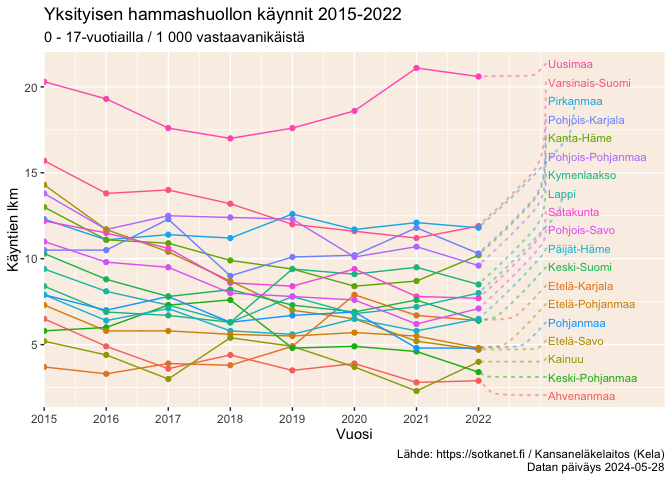 Yksityisen hammashuollon käynnit 2015-2022
0 - 17-vuotiailla / 1 000 vastaavanikäistä
Käyntien lkm
20
15
10
5
2015 2016 2017 2018 2019 2020 2021 2022
Vuosi
Uusimaa
Varsinais-Suomi
Pirkanmaa
Pohjois-Karjala
Kanta-Häme
Pohjois-Pohjanmaa
Kymenlaakso
Lappi
Satakunta
Pohjois-Savo
Päijät-Häme
Keski-Suomi
Etelä-Karjala
Etelä-Pohjanmaa
Pohjanmaa
Etelä-Savo
Kainuu
Keski-Pohjanmaa
Ahvenanmaa
Lähde: https://sotkanet.fi / Kansaneläkelaitos (Kela)
Datan päiväys 2024-05-28